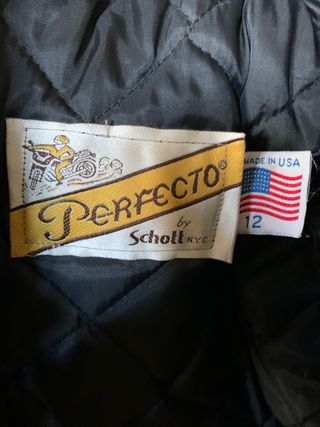 PERFECTO®
by
Schott N.Y.C.
MADE IN USA
12